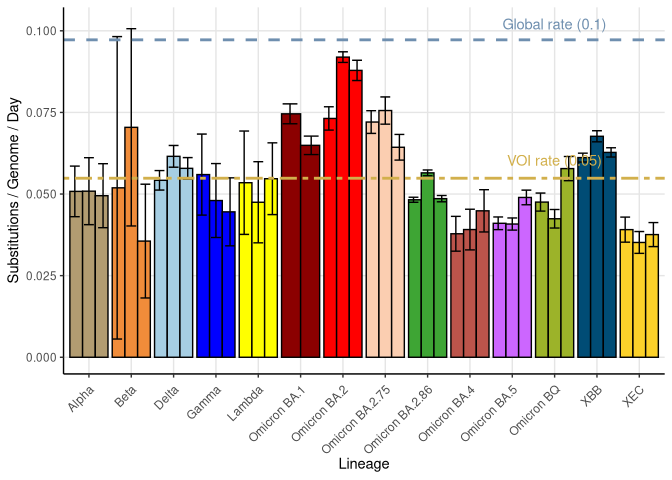 Global rate (0.1)
VOI rate (0.05)
0.100
0.075
0.050
0.025
0.000
Substitutions / Genome / Day
Alpha
Beta
Delta
Gamma
Lambda
Omicron BA.1
Omicron BA.2
Omicron BA.2.75
Omicron BA.2.86
Omicron BA.4
Omicron BA.5
Omicron BQ
XBB
XEC
Lineage